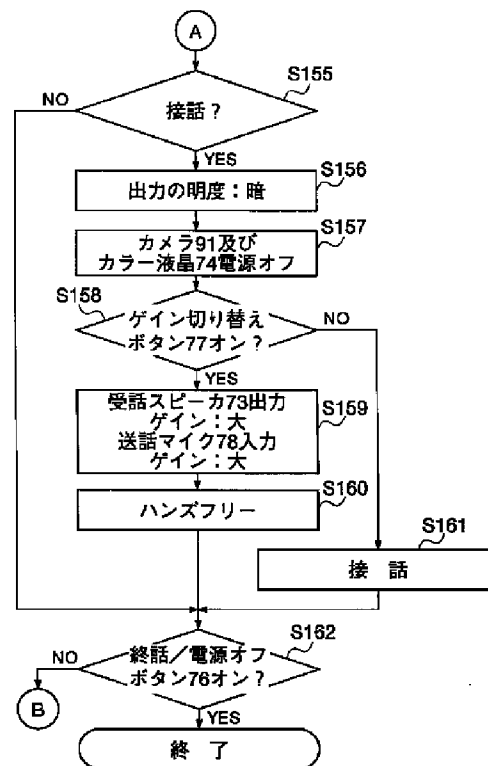 A
S155
NO
接話？
YES
S156
出力の明度：暗
S157
カメラ91及び
カラー液晶74電源オフ
S158
ゲイン切り替え
ボタン77オン？
NO
YES
受話スピーカ73出力
ゲイン：大
送話マイク78入力
ゲイン：大
S159
S160
ハンズフリー
S161
接 話
S162
NO
終話／電源オフ
ボタン76オン？
B
YES
終 了